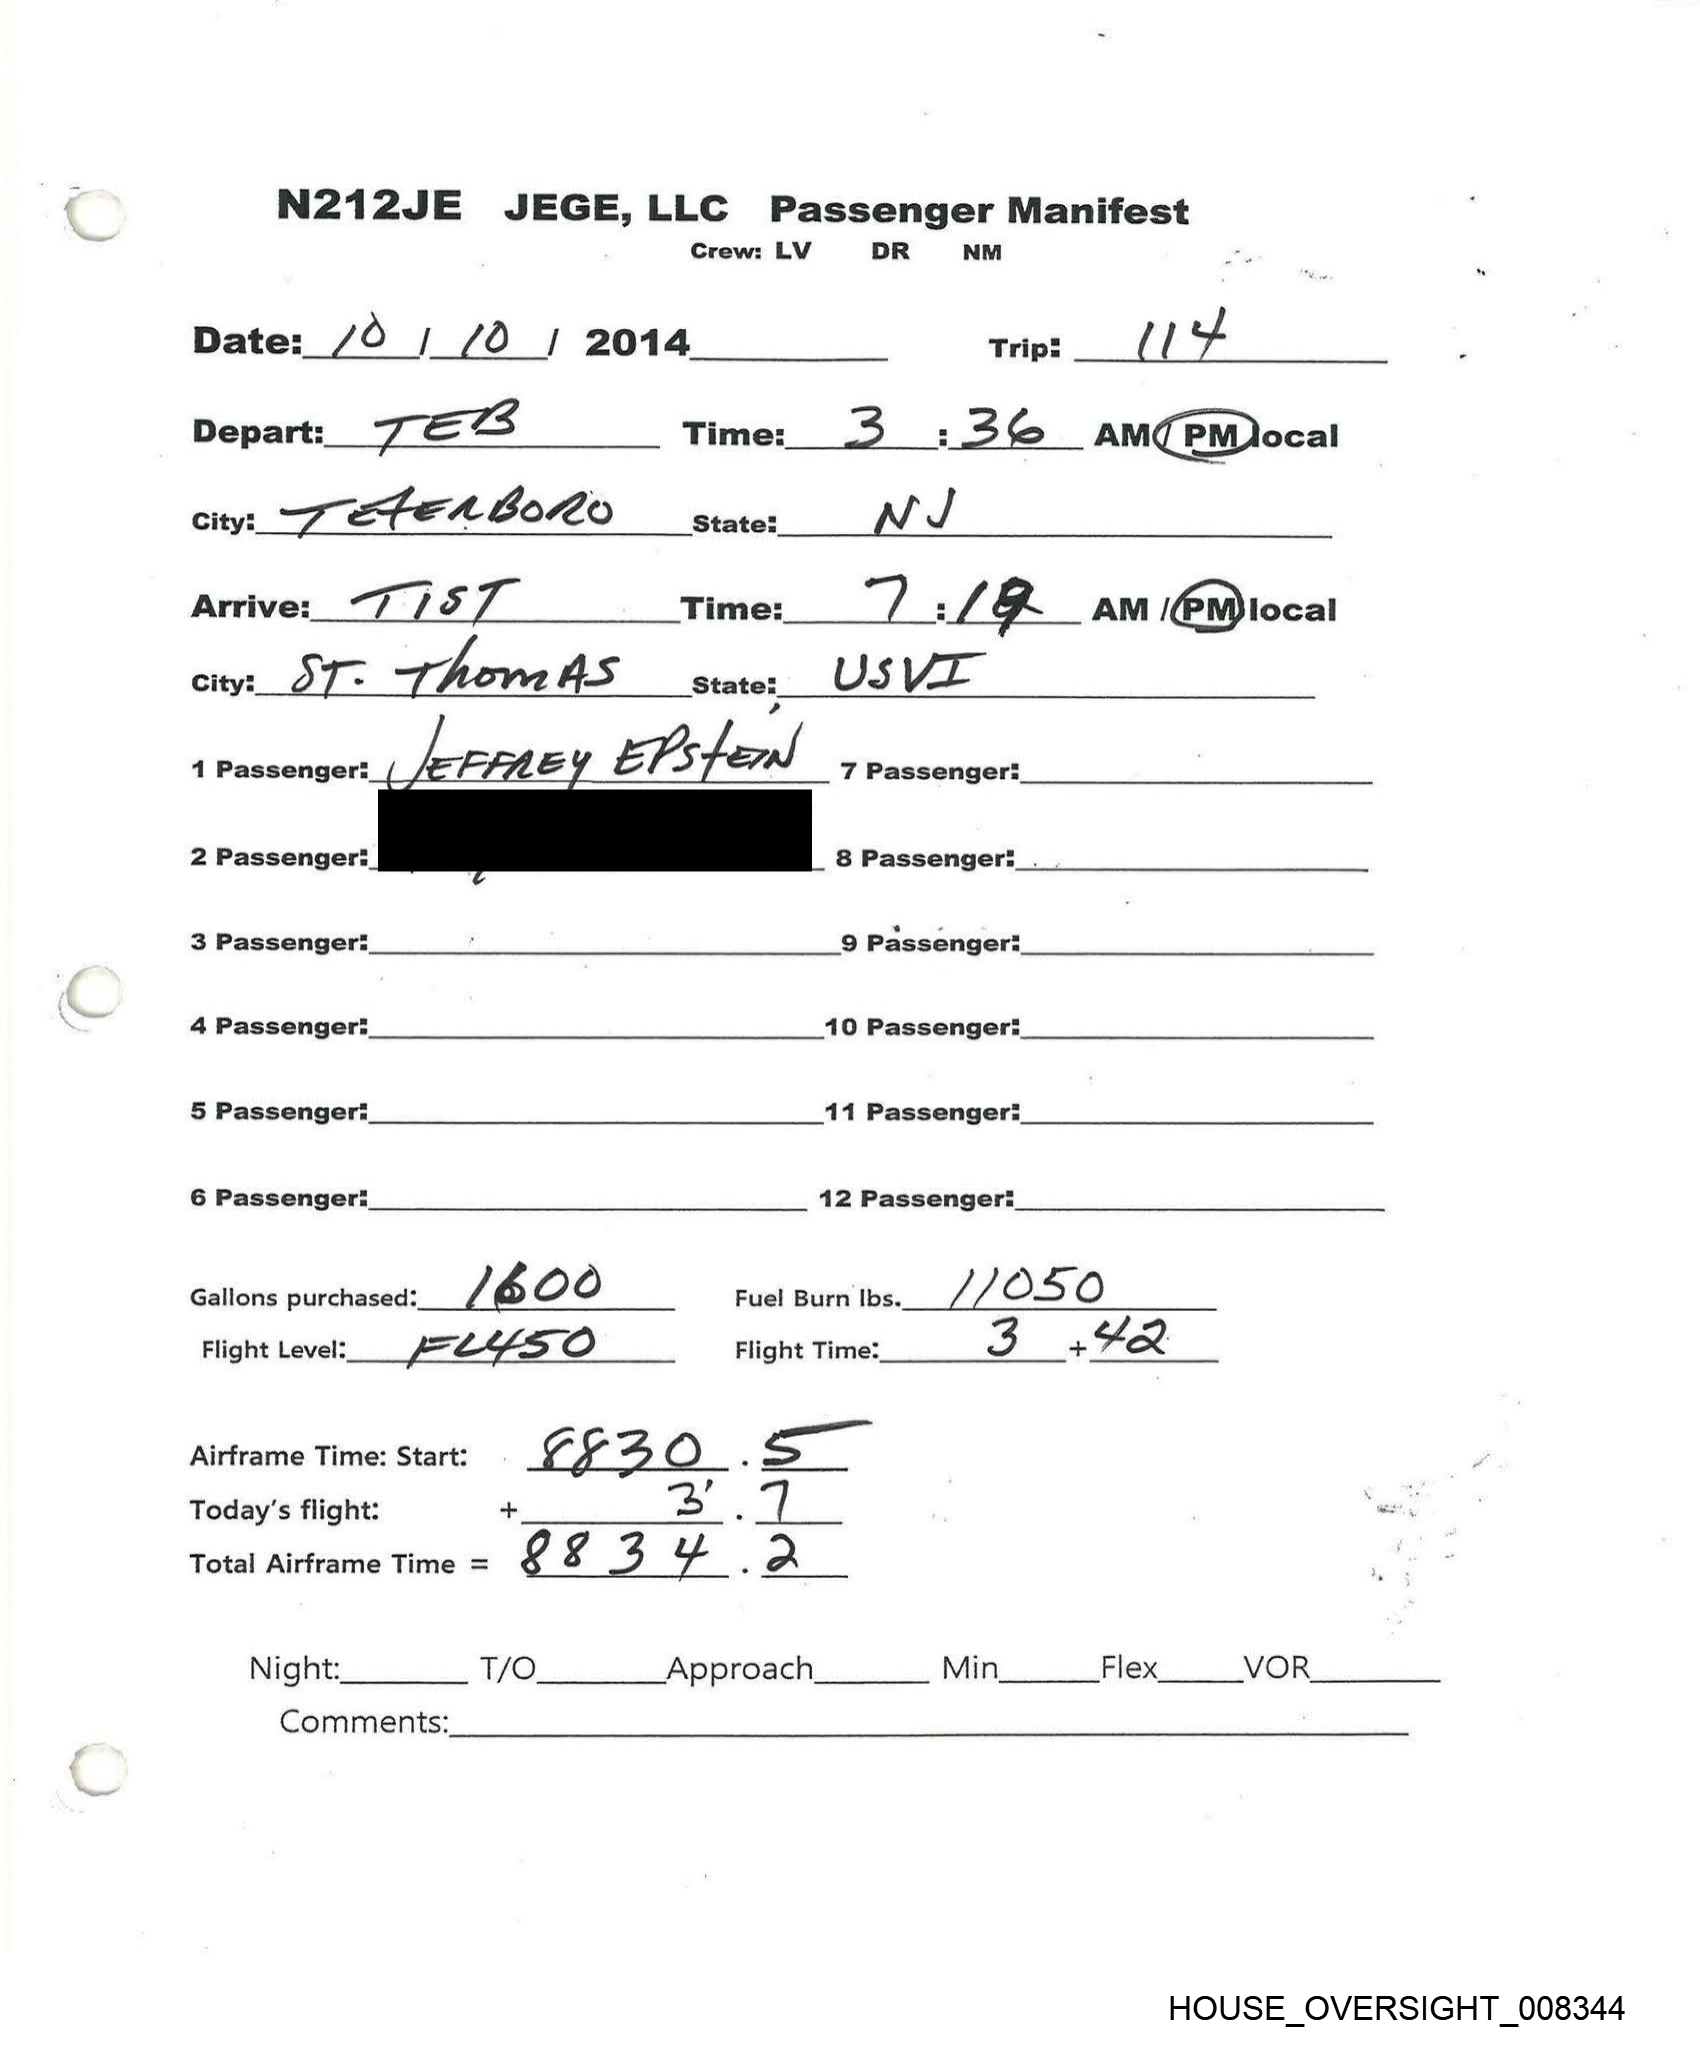 N212JE JEGE, LLC Passenger Manifest
Crew: LV DR NM
Date: 10 / 10 / 2014 Trip: 114
Depart: TEB Time: 3 : 36 AM / PM local
City: TETERBORO State: NJ
Arrive: TIST Time: 7 : AM / PM local
City: ST. THOMAS State: USVI
1 Passenger: JEFFREY EPSTEIN 7 Passenger:
2 Passenger: 8 Passenger:
3 Passenger: 9 Passenger:
4 Passenger: 10 Passenger:
5 Passenger: 11 Passenger:
6 Passenger: 12 Passenger:
Gallons purchased: 1600 Fuel Burn lbs. 11050
Flight Level: FL450 Flight Time: 3 + 42
Airframe Time: Start: 8830 . 5
Today's flight: + 3 . 7
Total Airframe Time = 8834 . 2
Night: T/O Approach Min Flex VOR
Comments:
HOUSE_OVERSIGHT_008344